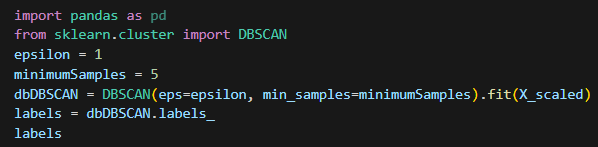 import pandas as pd
from sklearn.cluster import DBSCAN
epsilon = 1
minimumSamples = 5
dbDBSCAN = DBSCAN(eps=epsilon, min_samples=minimumSamples).fit(X_scaled)
labels = dbDBSCAN.labels_
labels